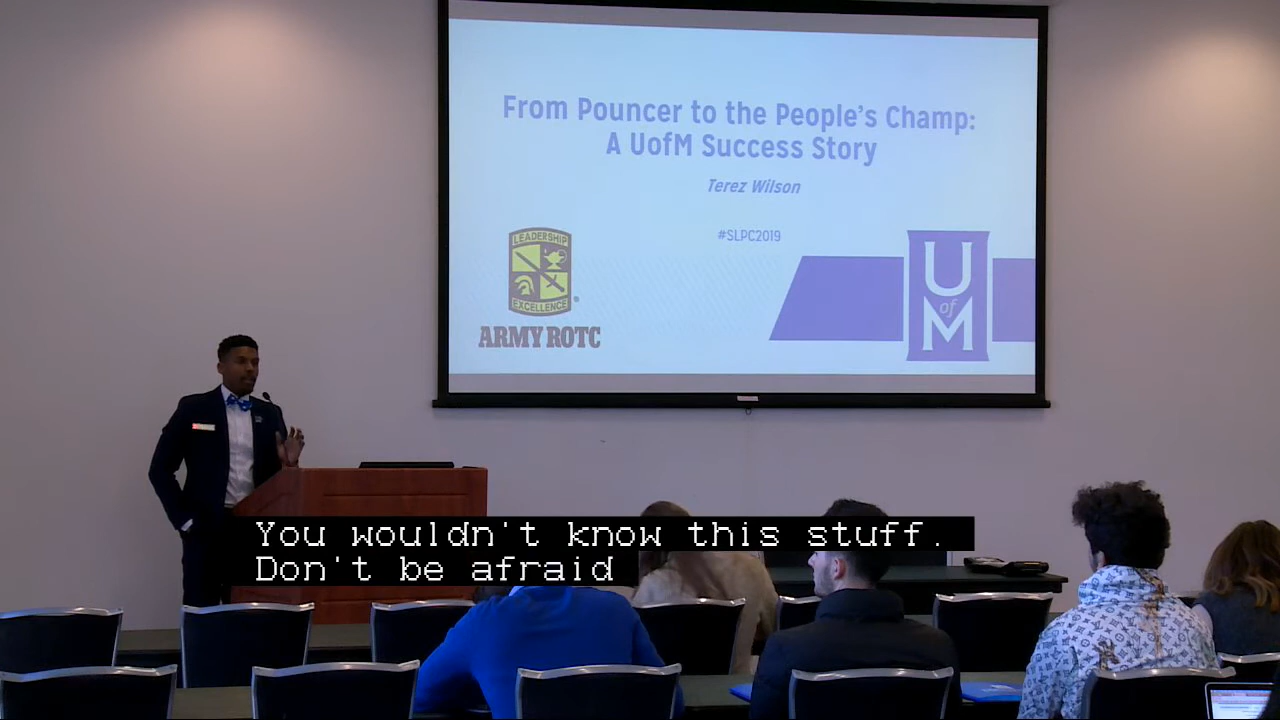 From Pouncer to the People's Champ:
A UofM Success Story
Terez Wilson
#SLPC2019
LEADERSHIP
EXCELLENCE
ARMY ROTC
U
of
M
You wouldn't know this stuff.
Don't be afraid